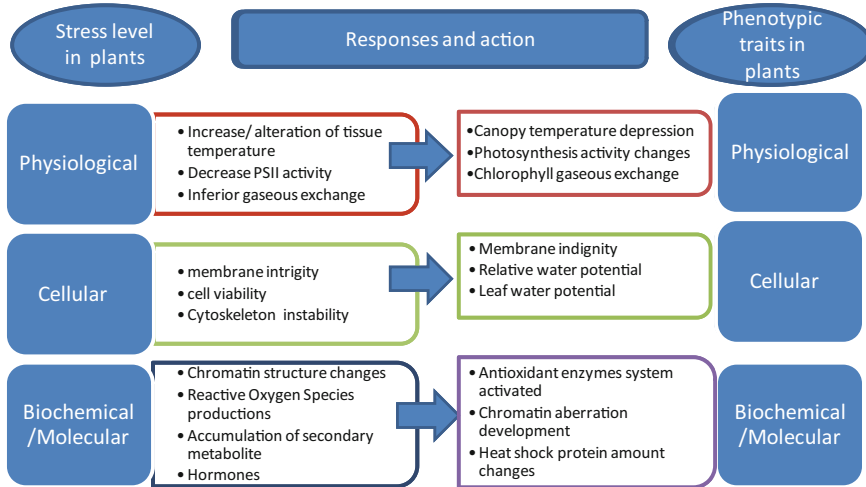 Stress level
in plants
Responses and action
Phenotypic
traits in
plants
Physiological
• Increase/ alteration of tissue
temperature
• Decrease PSII activity
• Inferior gaseous exchange
•Canopy temperature depression
•Photosynthesis activity changes
•Chlorophyll gaseous exchange
Physiological
Cellular
• membrane intrigity
• cell viability
• Cytoskeleton instability
• Membrane indignity
• Relative water potential
• Leaf water potential
Cellular
Biochemical
/Molecular
• Chromatin structure changes
• Reactive Oxygen Species
productions
• Accumulation of secondary
metabolite
• Hormones
• Antioxidant enzymes system
activated
• Chromatin aberration
development
• Heat shock protein amount
changes
Biochemical
/Molecular